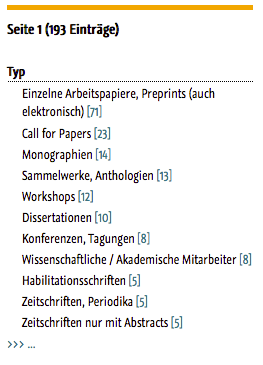 Seite 1 (193 Einträge)
Typ
Einzelne Arbeitspapiere, Preprints (auch
elektronisch) [71]
Call for Papers [23]
Monographien [14]
Sammelwerke, Anthologien [13]
Workshops [12]
Dissertationen [10]
Konferenzen, Tagungen [8]
Wissenschaftliche / Akademische Mitarbeiter [8]
Habilitationsschriften [5]
Zeitschriften, Periodika [5]
Zeitschriften nur mit Abstracts [5]
>>> ...